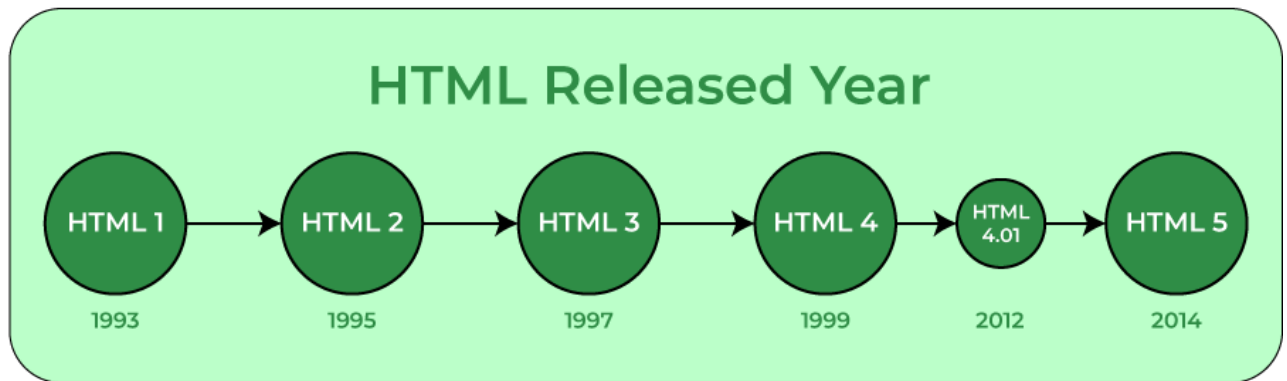 HTML Released Year
HTML 1
HTML 2
HTML 3
HTML 4
HTML
4.01
HTML 5
1993
1995
1997
1999
2012
2014